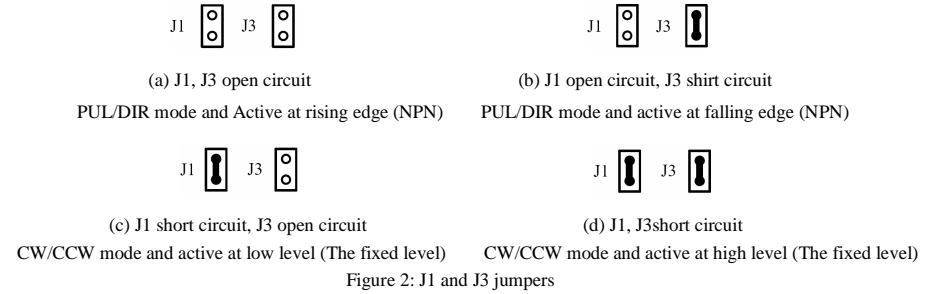 J1 J3 J1 J3
(a) J1, J3 open circuit (b) J1 open circuit, J3 shirt circuit
PUL/DIR mode and Active at rising edge (NPN) PUL/DIR mode and active at falling edge (NPN)
J1 J3 J1 J3
(c) J1 short circuit, J3 open circuit (d) J1, J3short circuit
CW/CCW mode and active at low level (The fixed level) CW/CCW mode and active at high level (The fixed level)
Figure 2: J1 and J3 jumpers